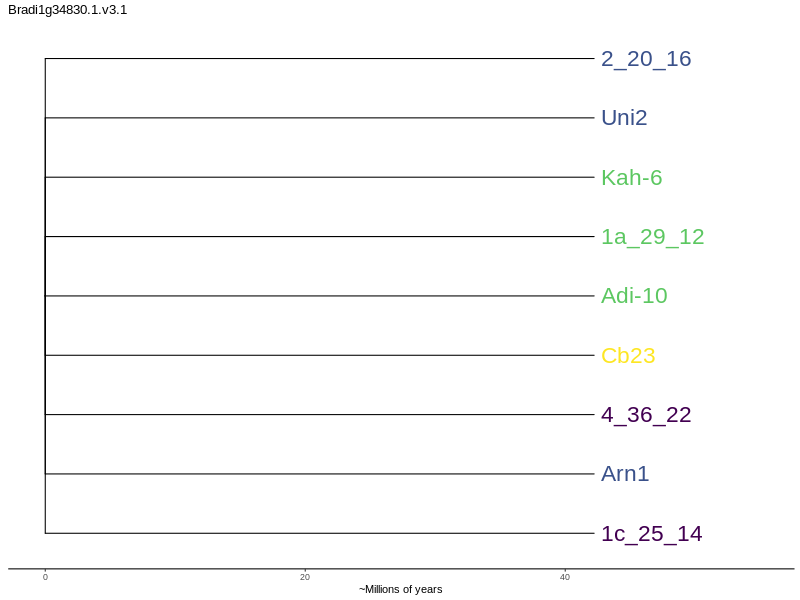 Bradi1g34830.1.v3.1
2_20_16
Uni2
Kah-6
1a_29_12
Adi-10
Cb23
4_36_22
Arn1
1c_25_14
0 20 40
~Millions of years